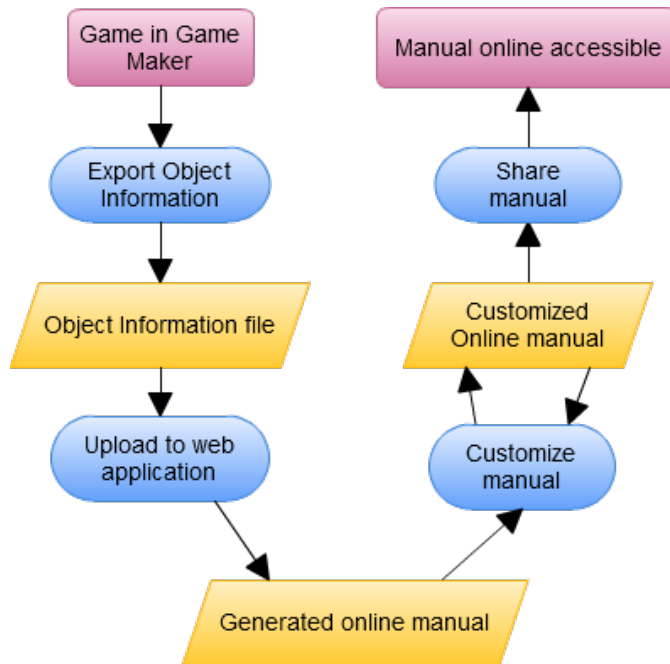 Game in Game
Maker
Export Object
Information
Object Information file
Upload to web
application
Generated online manual
Customize
manual
Customized
Online manual
Share
manual
Manual online accessible